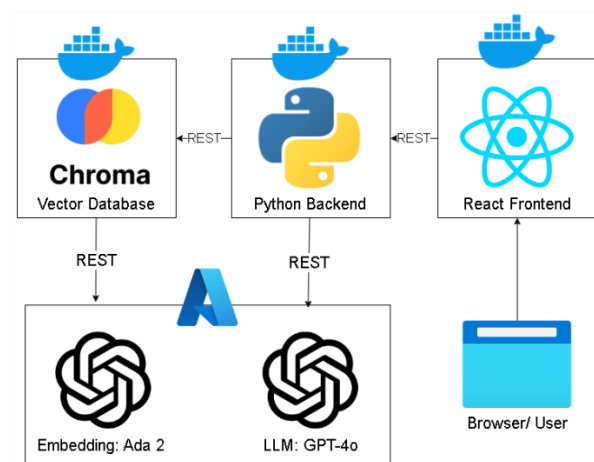 REST
REST
Chroma
Vector Database
Python Backend
React Frontend
REST
REST
Embedding: Ada 2
LLM: GPT-4o
Browser/ User